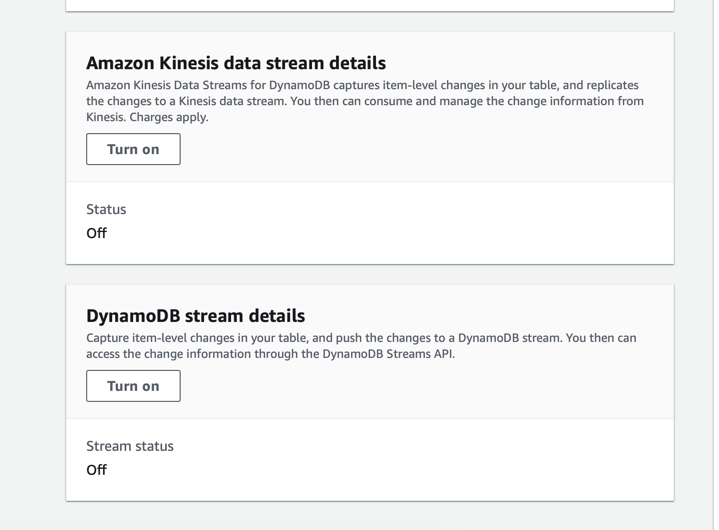 Amazon Kinesis data stream details
Amazon Kinesis Data Streams for DynamoDB captures item-level changes in your table, and replicates
the changes to a Kinesis data stream. You then can consume and manage the change information from
Kinesis. Charges apply.
Turn on
Status
Off
DynamoDB stream details
Capture item-level changes in your table, and push the changes to a DynamoDB stream. You then can
access the change information through the DynamoDB Streams API.
Turn on
Stream status
Off